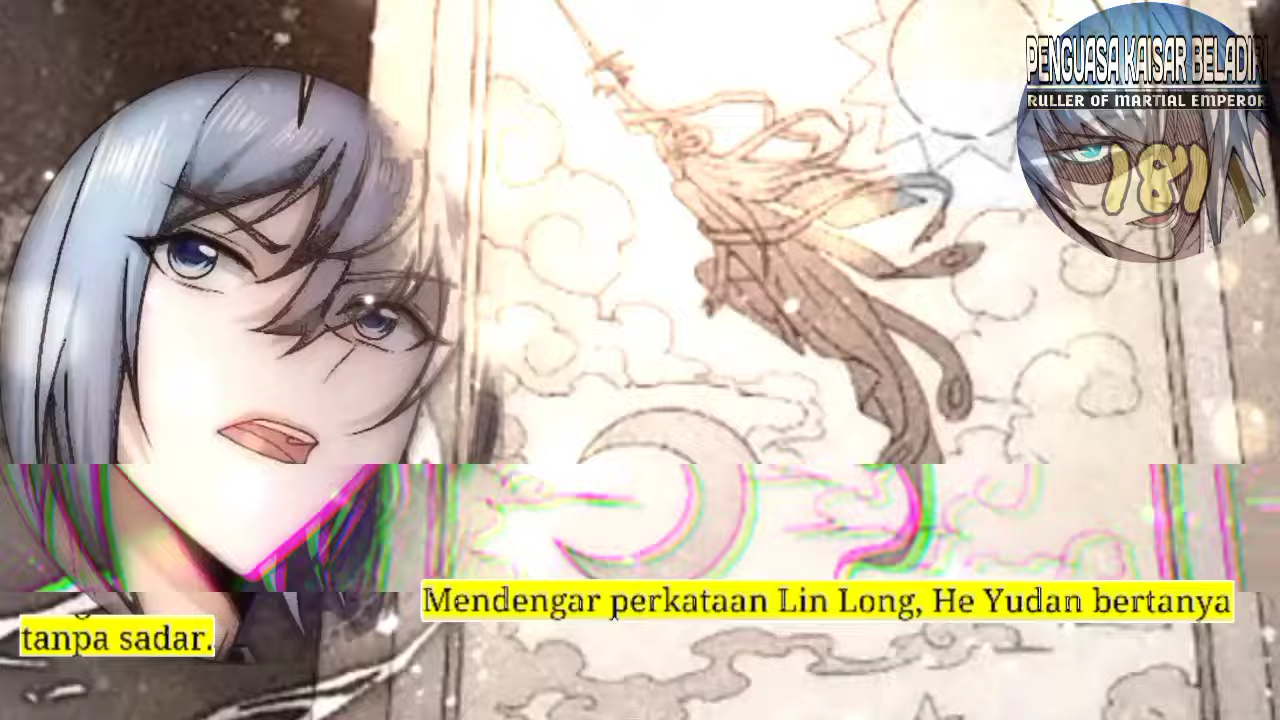 PENGUASA KAISAR BELADIRI
RULLER OF MARTIAL EMPEROR
181
Mendengar perkataan Lin Long, He Yudan bertanya
tanpa sadar.